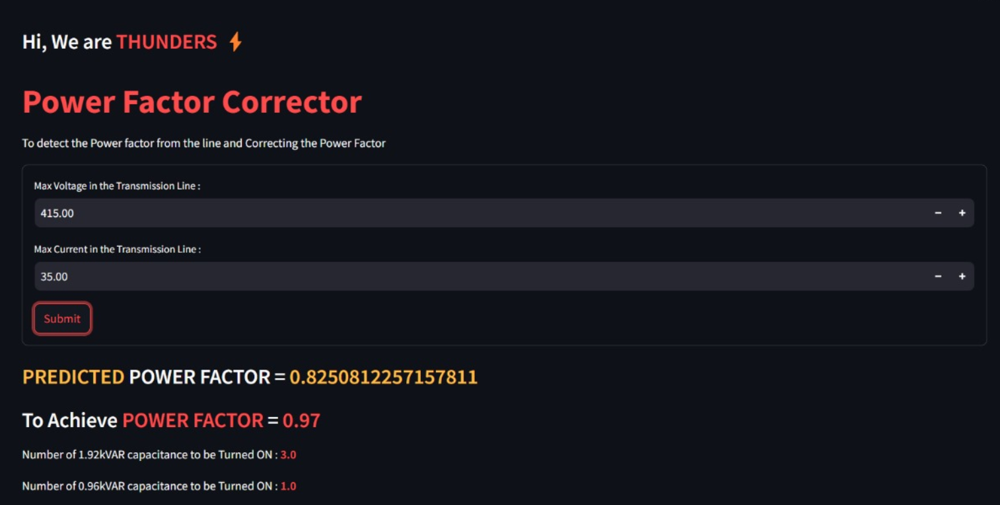 Hi, We are THUNDERS ⚡
Power Factor Corrector
To detect the Power factor from the line and Correcting the Power Factor
Max Voltage in the Transmission Line :
415.00 − +
Max Current in the Transmission Line :
35.00 − +
Submit
PREDICTED POWER FACTOR = 0.8250812257157811
To Achieve POWER FACTOR = 0.97
Number of 1.92kVAR capacitance to be Turned ON : 3.0
Number of 0.96kVAR capacitance to be Turned ON : 1.0